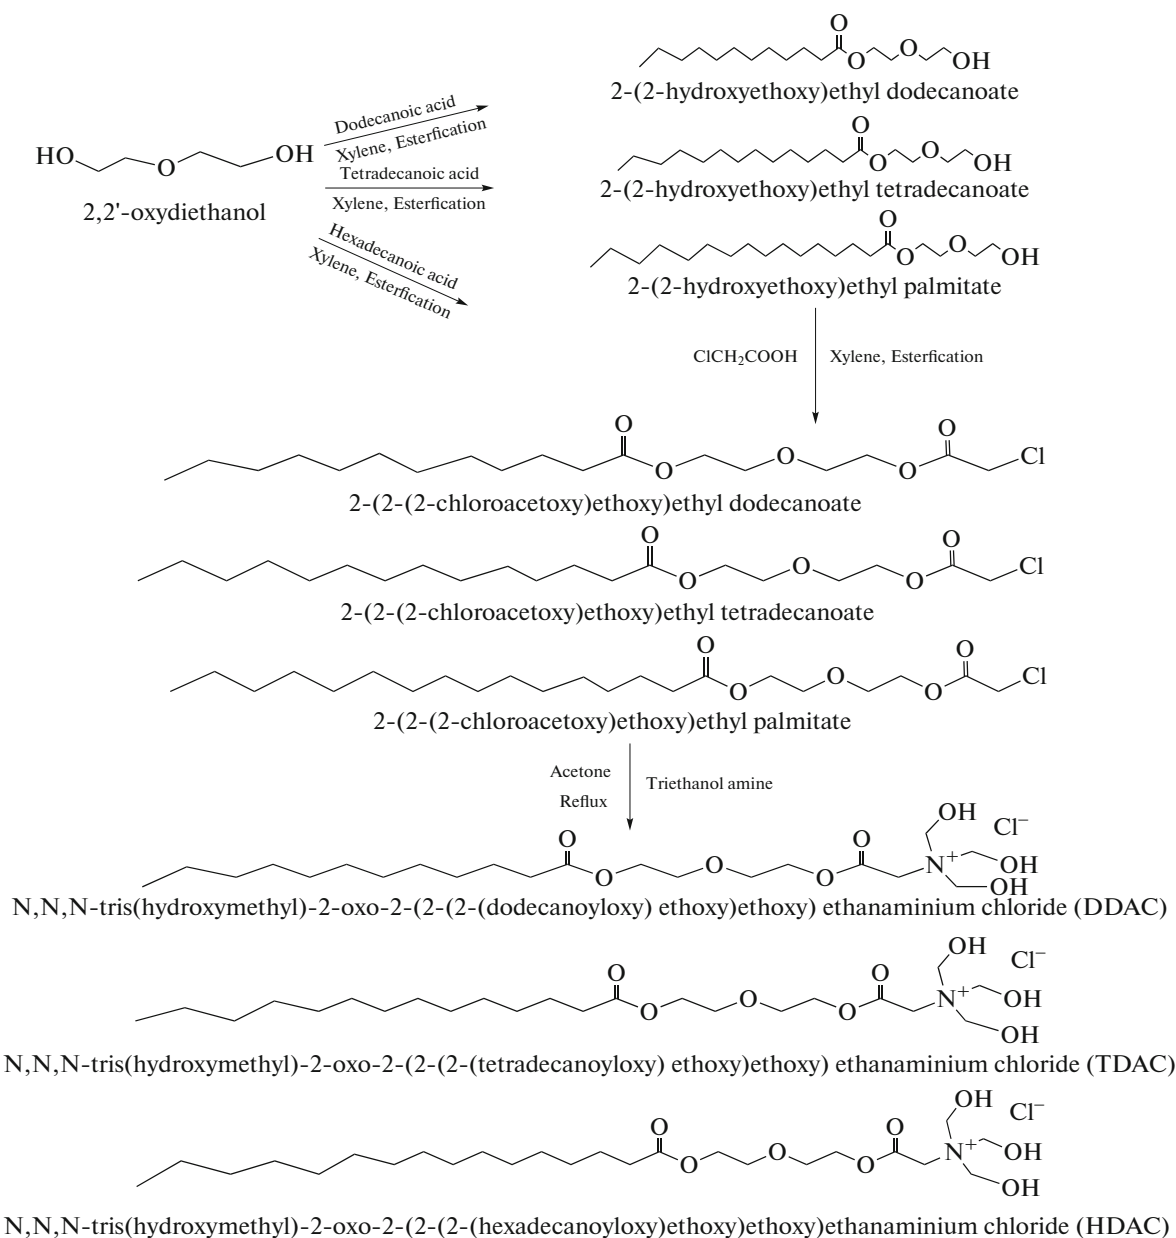 O
O
O
OH
2-(2-hydroxyethoxy)ethyl dodecanoate
Dodecanoic acid
Xylene, Esterfication
HO
O
OH
2,2'-oxydiethanol
Tetradecanoic acid
Xylene, Esterfication
O
O
O
OH
2-(2-hydroxyethoxy)ethyl tetradecanoate
Hexadecanoic acid
Xylene, Esterfication
O
O
O
OH
2-(2-hydroxyethoxy)ethyl palmitate
ClCH₂COOH
Xylene, Esterfication
O
O
O
O
O
Cl
2-(2-(2-chloroacetoxy)ethoxy)ethyl dodecanoate
O
O
O
O
O
Cl
2-(2-(2-chloroacetoxy)ethoxy)ethyl tetradecanoate
O
O
O
O
O
Cl
2-(2-(2-chloroacetoxy)ethoxy)ethyl palmitate
Acetone
Reflux
Triethanol amine
O
O
O
O
O
N⁺
OH
OH
OH
Cl⁻
N,N,N-tris(hydroxymethyl)-2-oxo-2-(2-(2-(dodecanoyloxy) ethoxy)ethoxy) ethanaminium chloride (DDAC)
O
O
O
O
O
N⁺
OH
OH
OH
Cl⁻
N,N,N-tris(hydroxymethyl)-2-oxo-2-(2-(2-(tetradecanoyloxy) ethoxy)ethoxy) ethanaminium chloride (TDAC)
O
O
O
O
O
N⁺
OH
OH
OH
Cl⁻
N,N,N-tris(hydroxymethyl)-2-oxo-2-(2-(2-(hexadecanoyloxy)ethoxy)ethoxy)ethanaminium chloride (HDAC)